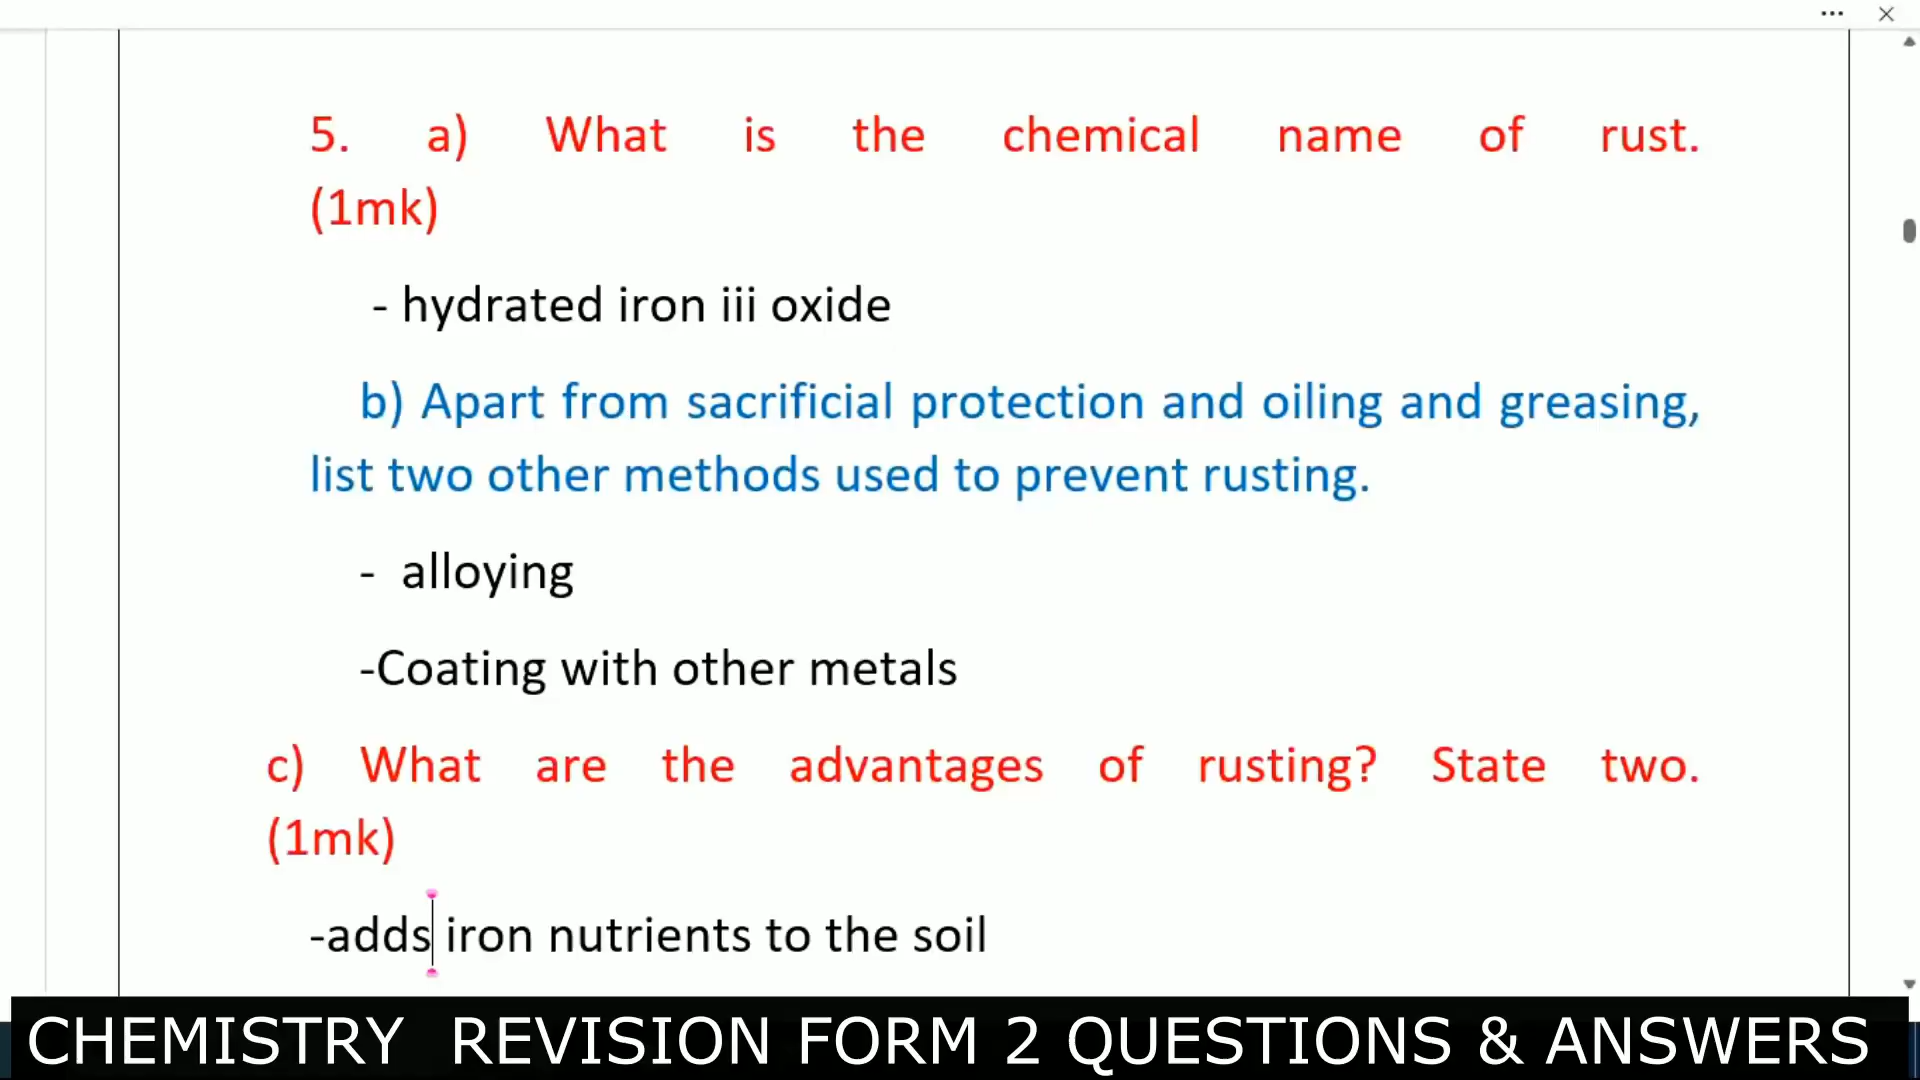 5. a) What is the chemical name of rust.
(1mk)
- hydrated iron iii oxide
b) Apart from sacrificial protection and oiling and greasing,
list two other methods used to prevent rusting.
- alloying
-Coating with other metals
c) What are the advantages of rusting? State two.
(1mk)
-adds iron nutrients to the soil
CHEMISTRY REVISION FORM 2 QUESTIONS & ANSWERS